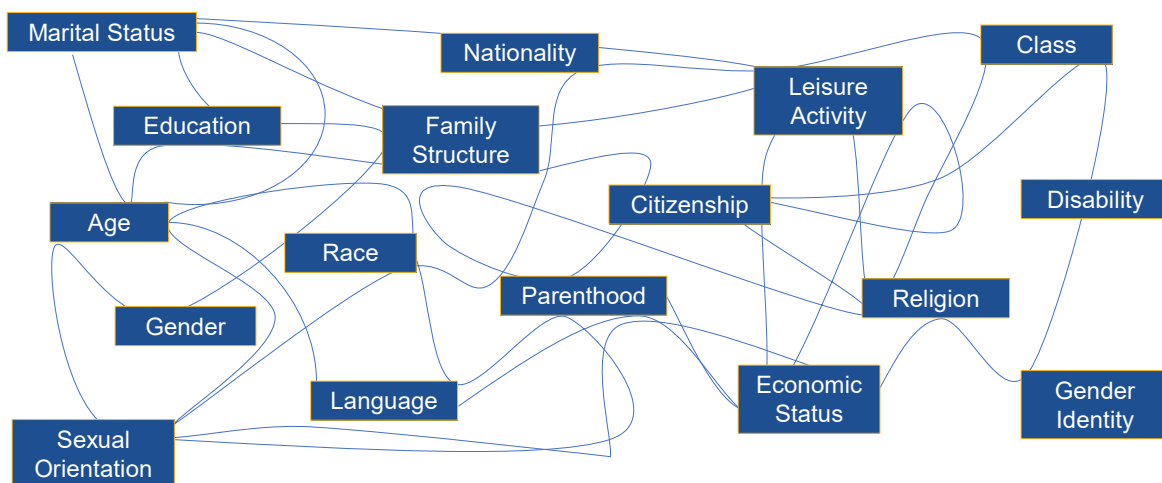 Marital Status
Nationality
Class
Leisure
Activity
Education
Family
Structure
Citizenship
Disability
Age
Race
Parenthood
Religion
Gender
Language
Economic
Status
Gender
Identity
Sexual
Orientation